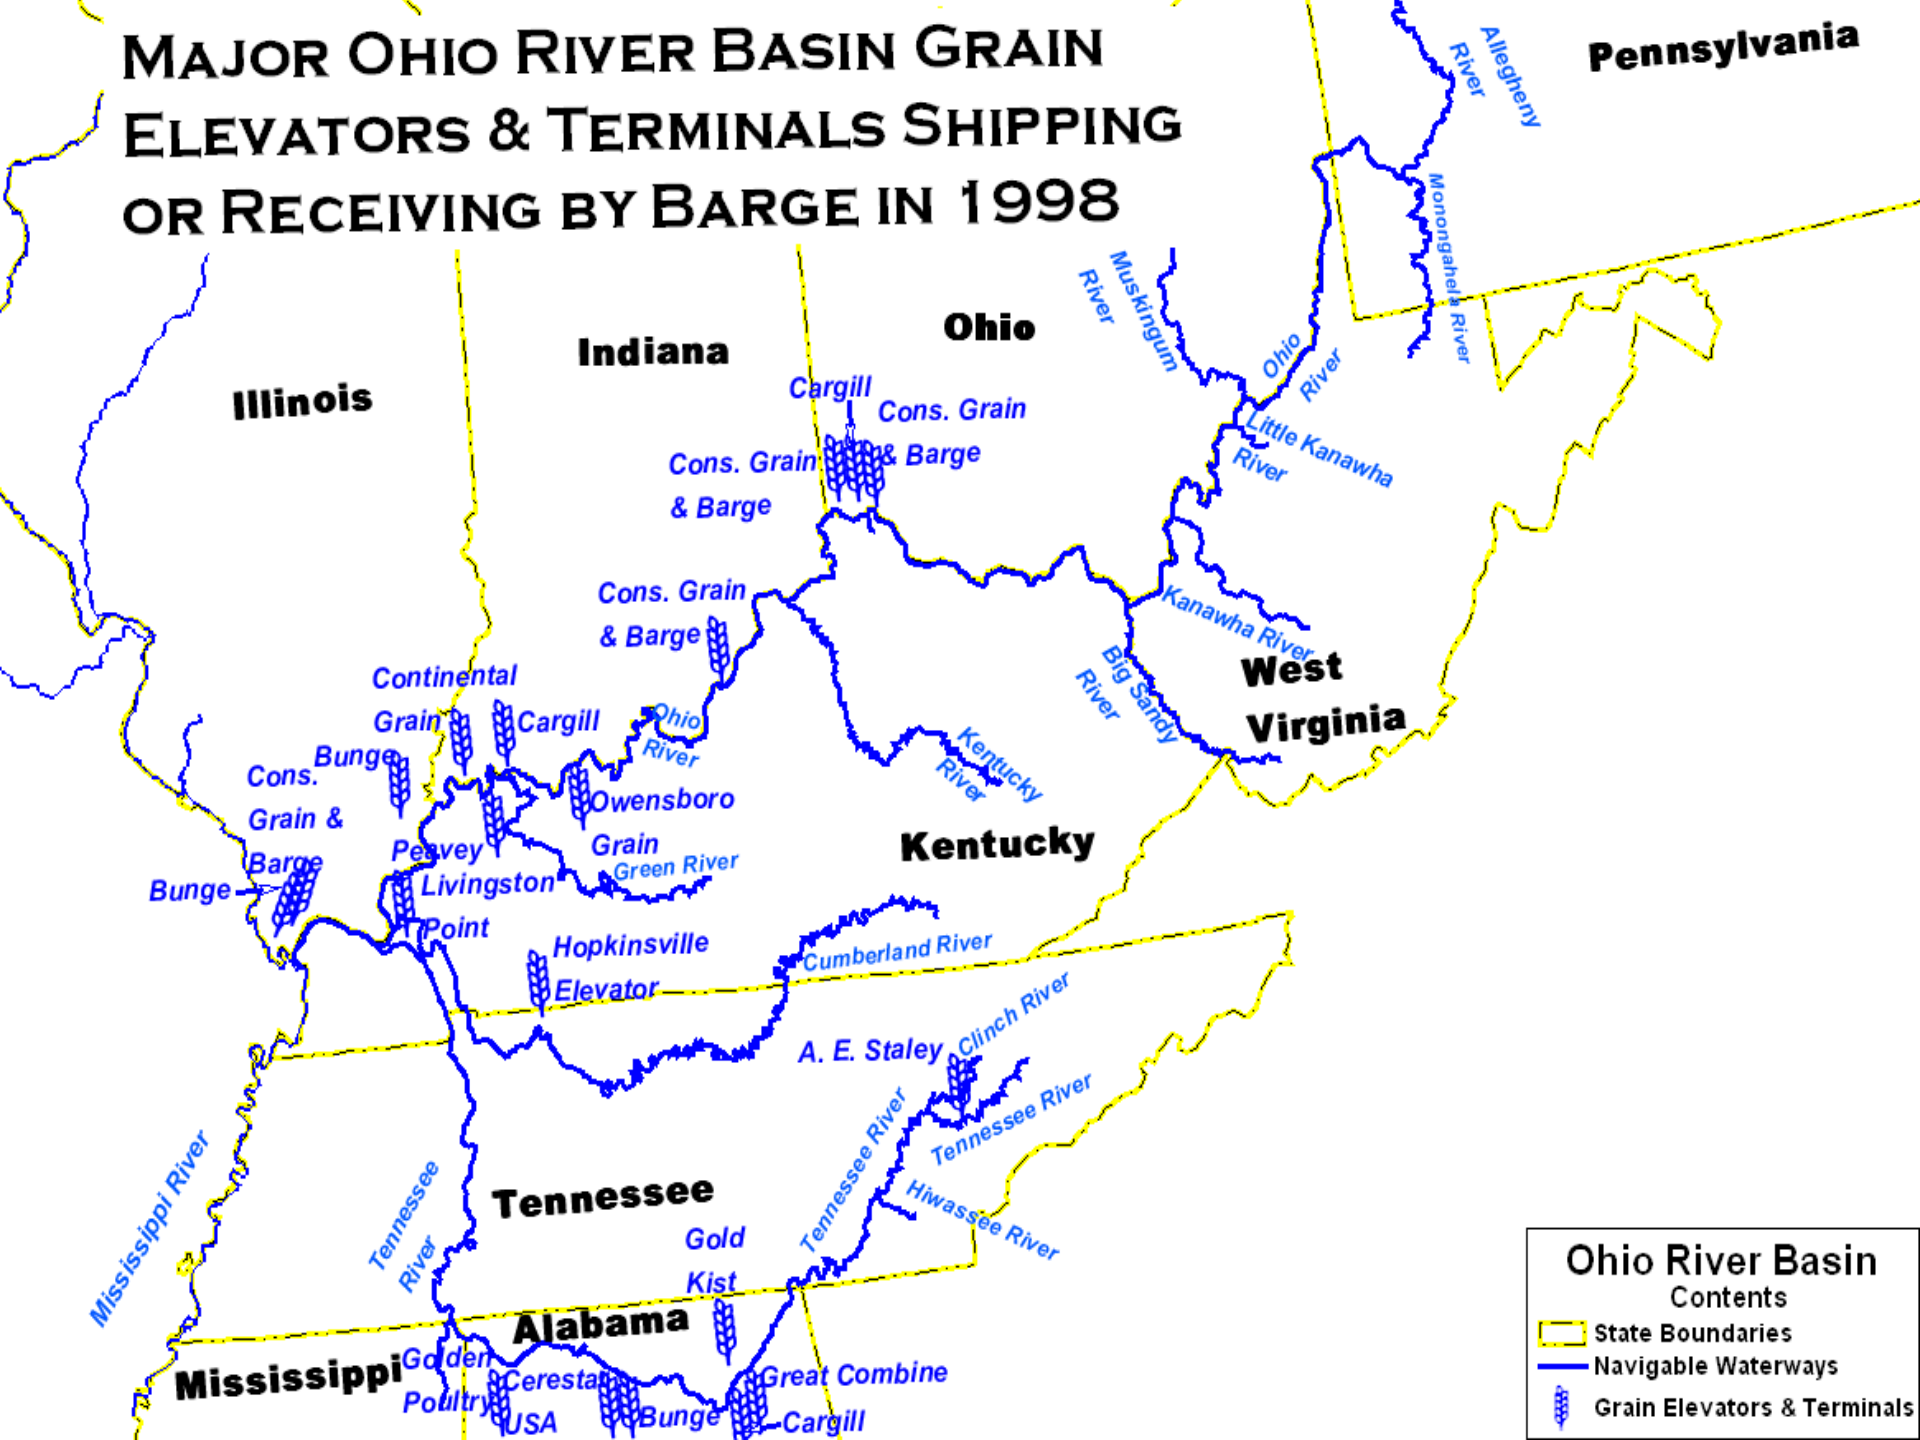 Major Ohio River Basin Grain
Elevators & Terminals Shipping
or Receiving by Barge in 1998
Pennsylvania
Allegheny
River
Monongahela River
Muskingum
River
Ohio
River
Little Kanawha
River
Ohio
Indiana
Illinois
Cargill
Cons. Grain
& Barge
Cons. Grain
& Barge
Cons. Grain
& Barge
Kanawha River
West
Virginia
Big Sandy
River
Continental
Grain
Cargill
Ohio
River
Kentucky
River
Bunge
Cons.
Grain &
Barge
Bunge
Owensboro
Grain
Peavey
Green River
Kentucky
Livingston
Point
Hopkinsville
Elevator
Cumberland River
Clinch River
A. E. Staley
Tennessee River
Tennessee River
Hiwassee River
Mississippi River
Tennessee
River
Tennessee
Gold
Kist
Alabama
Mississippi
Golden
Poultry
Cerestar
USA
Bunge
Great Combine
Cargill
Ohio River Basin
Contents
State Boundaries
Navigable Waterways
Grain Elevators & Terminals